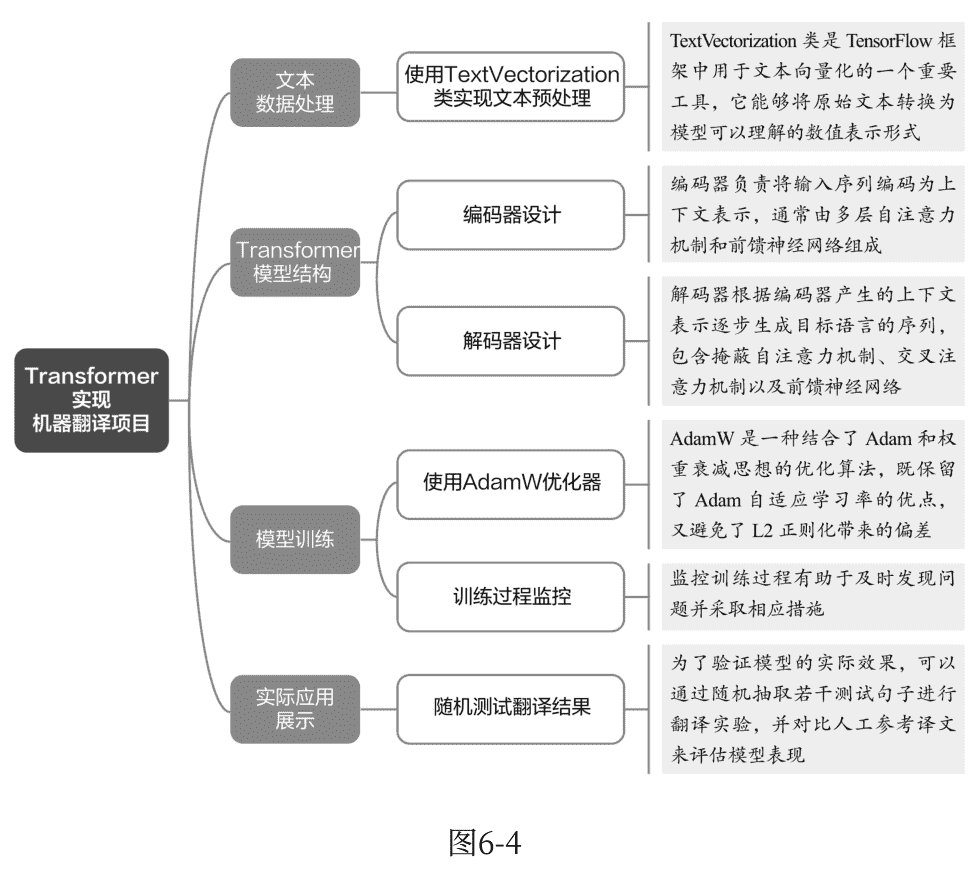 Transformer
实现
机器翻译项目
文本
数据处理
使用TextVectorization
类实现文本预处理
TextVectorization 类是 TensorFlow 框
架中用于文本向量化的一个重要
工具，它能够将原始文本转换为
模型可以理解的数值表示形式
Transformer
模型结构
编码器设计
编码器负责将输入序列编码为上
下文表示，通常由多层自注意力
机制和前馈神经网络组成
解码器设计
解码器根据编码器产生的上下文
表示逐步生成目标语言的序列，
包含掩蔽自注意力机制、交叉注
意力机制以及前馈神经网络
模型训练
使用AdamW优化器
AdamW 是一种结合了 Adam 和权
重衰减思想的优化算法，既保留
了 Adam 自适应学习率的优点，
又避免了 L2 正则化带来的偏差
训练过程监控
监控训练过程有助于及时发现问
题并采取相应措施
实际应用
展示
随机测试翻译结果
为了验证模型的实际效果，可以
通过随机抽取若干测试句子进行
翻译实验，并对比人工参考译文
来评估模型表现
图6-4